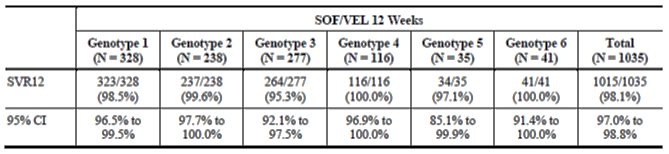 SOF/VEL 12 Weeks
Genotype 1 Genotype 2 Genotype 3 Genotype 4 Genotype 5 Genotype 6 Total
(N = 328) (N = 238) (N = 277) (N = 116) (N = 35) (N = 41) (N = 1035)
SVR12 323/328 237/238 264/277 116/116 34/35 41/41 1015/1035
(98.5%) (99.6%) (95.3%) (100.0%) (97.1%) (100.0%) (98.1%)
95% CI 96.5% to 97.7% to 92.1% to 96.9% to 85.1% to 91.4% to 97.0% to
99.5% 100.0% 97.5% 100.0% 99.9% 100.0% 98.8%